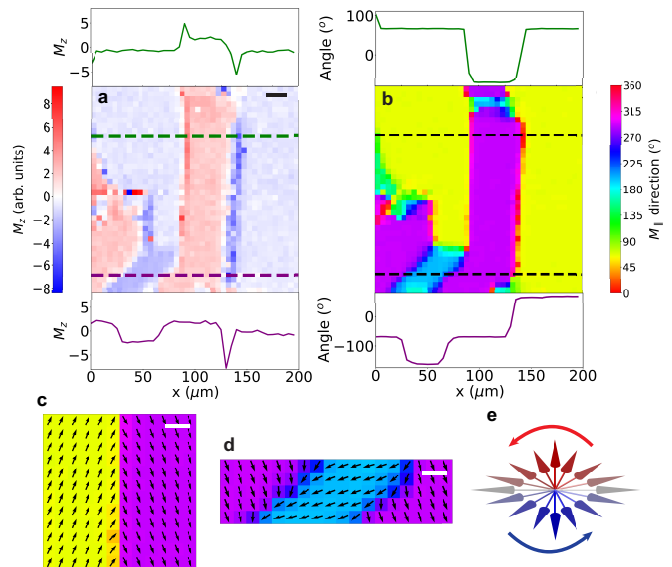 5
0
−5
M_z
100
0
Angle (°)
a
b
8
6
4
2
0
−2
−4
−6
−8
M_z (arb. units)
360
315
270
225
180
135
90
45
0
M_∥ direction (°)
0
−5
M_z
0
−100
Angle (°)
0 50 100 150 200
x (μm)
0 50 100 150 200
x (μm)
c
d
e